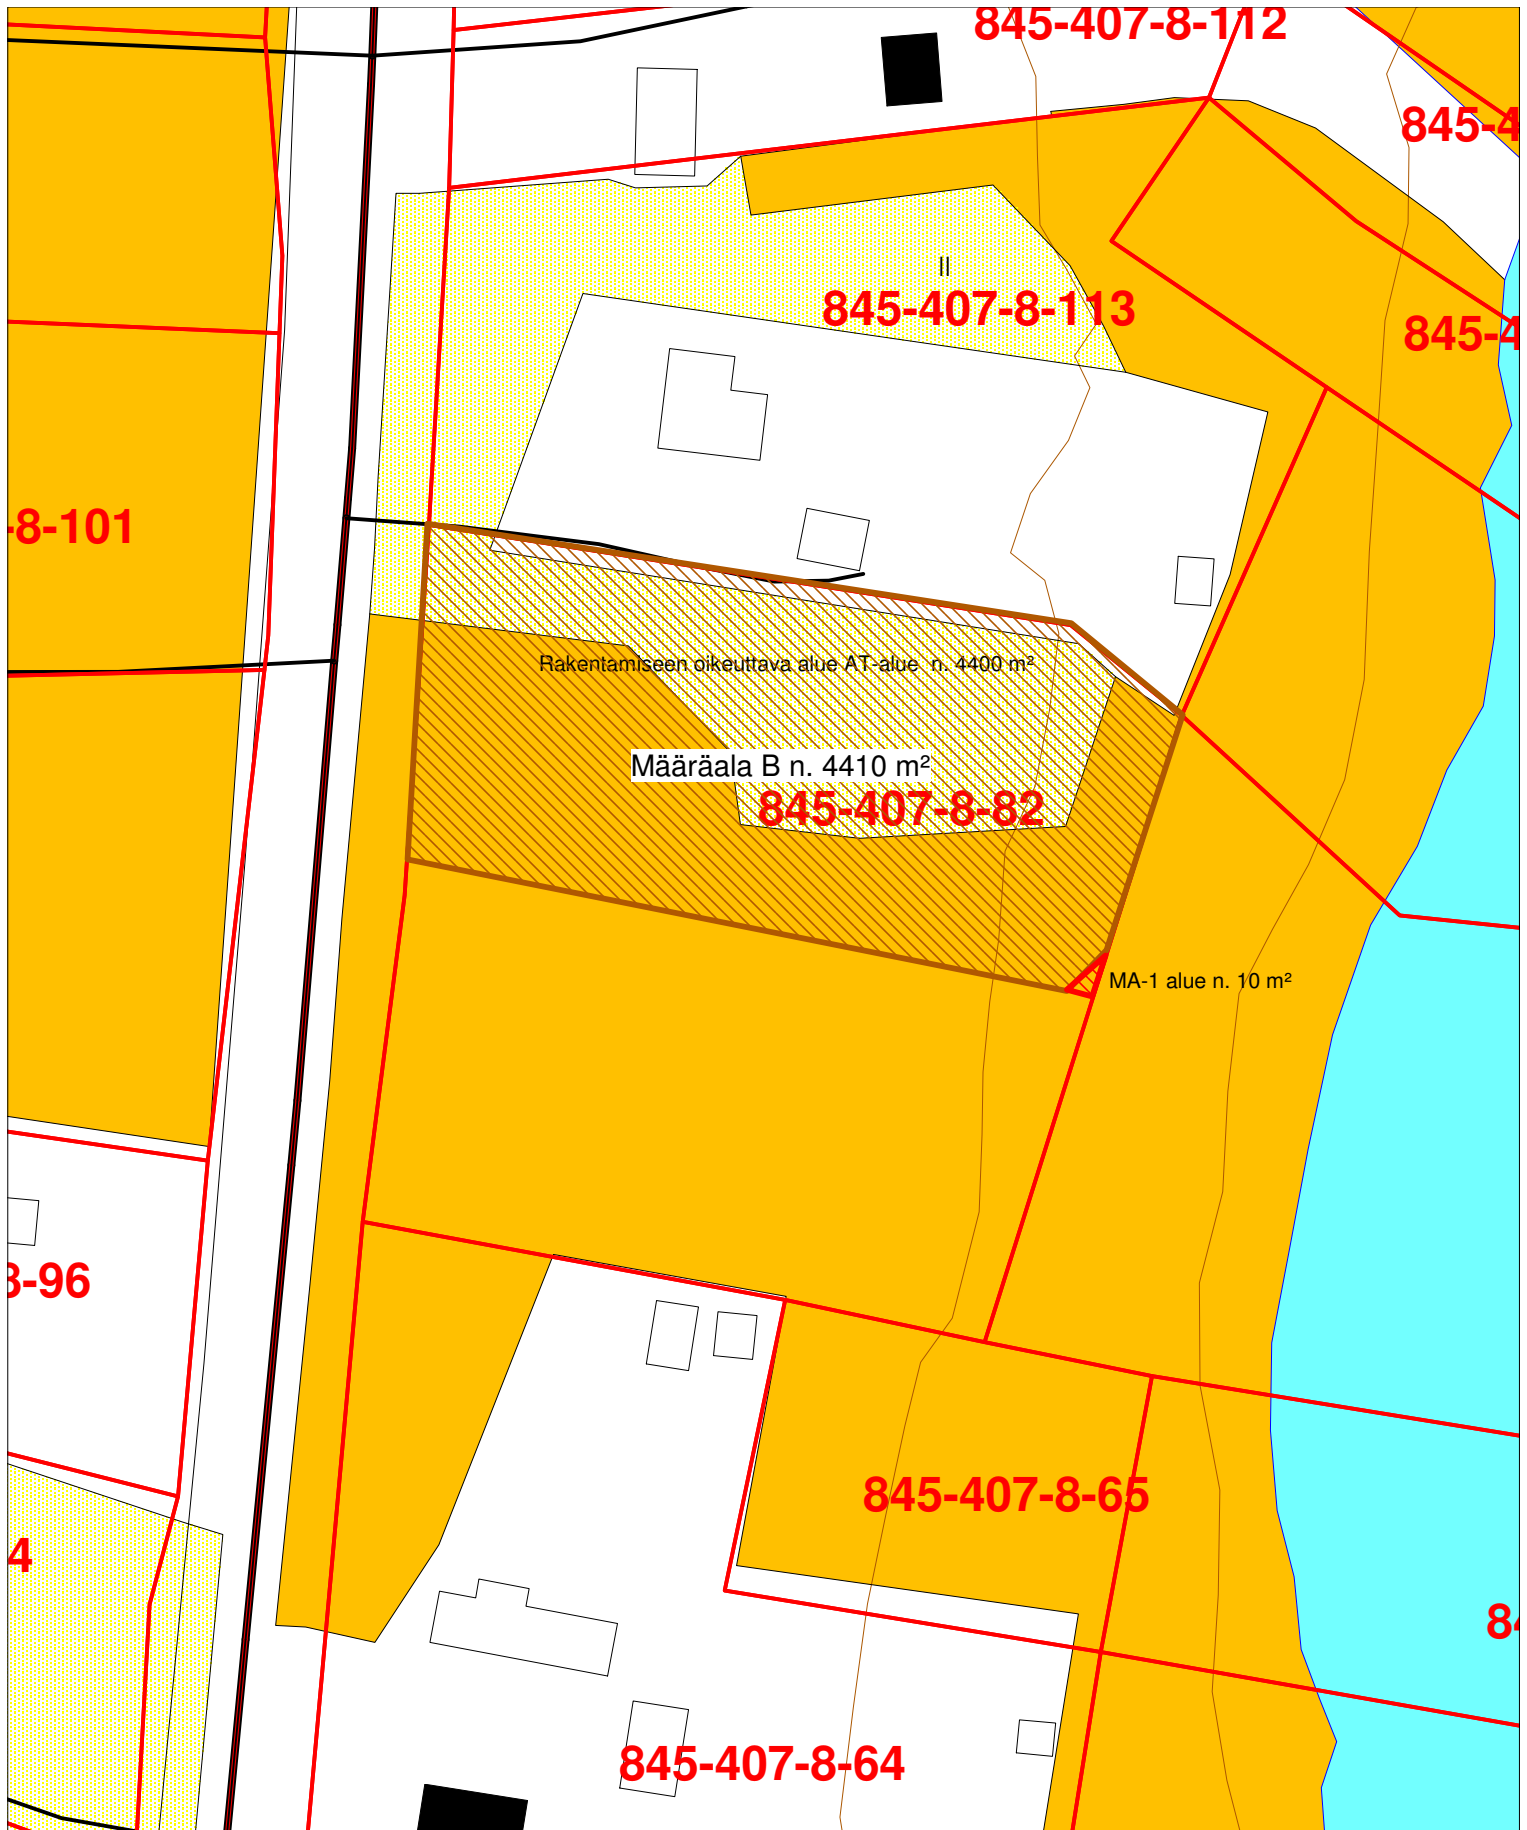 845-407-8-112
845-4
II
845-407-8-113
845-4
-8-101
Rakentamiseen oikeuttava alue AT-alue n. 4400 m²
Määräala B n. 4410 m²
845-407-8-82
MA-1 alue n. 10 m²
8-96
845-407-8-65
4
84
845-407-8-64